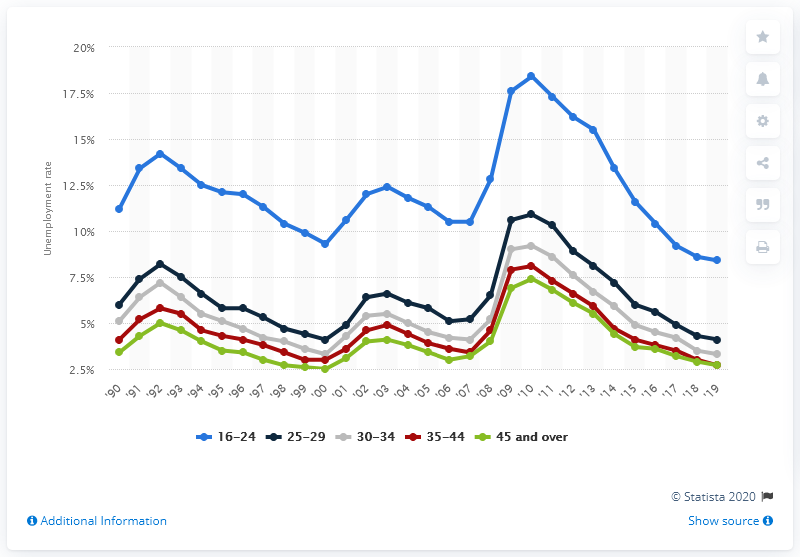 20%
17.5%
15%
12.5%
10%
7.5%
5%
2.5%
Unemployment rate
'90 '91 '92 '93 '94 '95 '96 '97 '98 '99 '00 '01 '02 '03 '04 '05 '06 '07 '08 '09 '10 '11 '12 '13 '14 '15 '16 '17 '18 '19
16–24 25–29 30–34 35–44 45 and over
© Statista 2020
Additional Information Show source